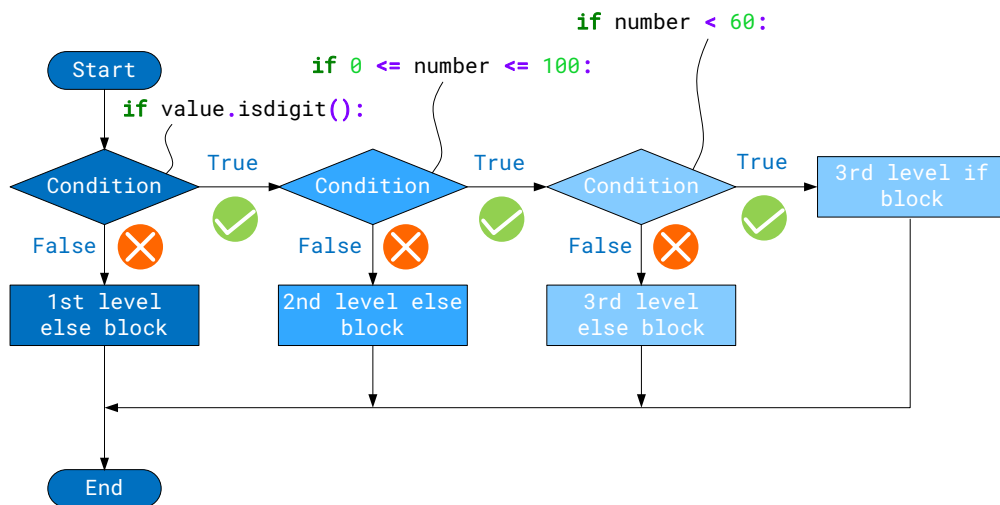 if number < 60:
if 0 <= number <= 100:
Start
if value.isdigit():
True
True
True
Condition
Condition
Condition
3rd level if
block
False
False
False
1st level
else block
2nd level else
block
3rd level
else block
End